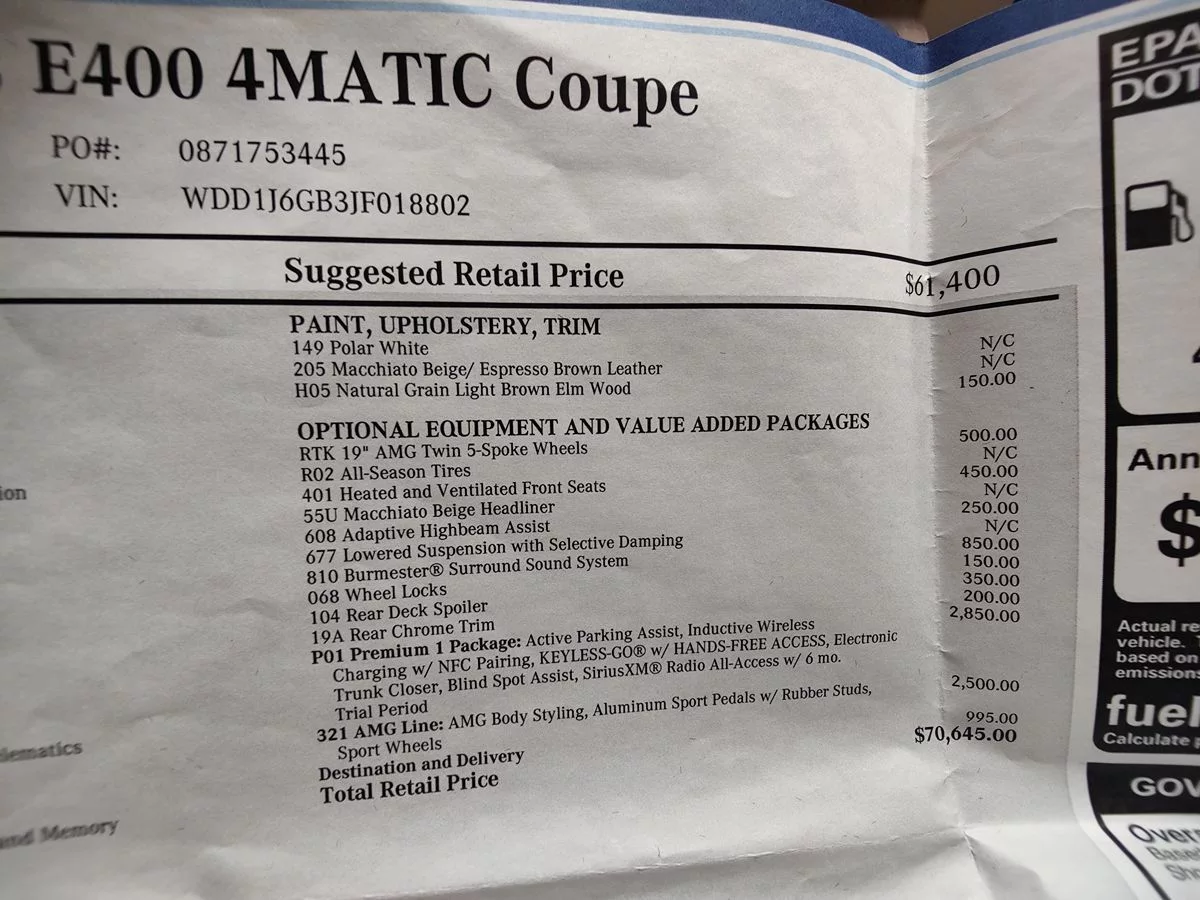 E400 4MATIC Coupe
PO#: 0871753445
VIN: WDD1J6GB3JF018802
Suggested Retail Price $61,400
PAINT, UPHOLSTERY, TRIM
149 Polar White N/C
205 Macchiato Beige/ Espresso Brown Leather N/C
H05 Natural Grain Light Brown Elm Wood 150.00
OPTIONAL EQUIPMENT AND VALUE ADDED PACKAGES
RTK 19" AMG Twin 5-Spoke Wheels 500.00
R02 All-Season Tires N/C
401 Heated and Ventilated Front Seats 450.00
55U Macchiato Beige Headliner N/C
608 Adaptive Highbeam Assist 250.00
677 Lowered Suspension with Selective Damping N/C
810 Burmester® Surround Sound System 850.00
068 Wheel Locks 150.00
104 Rear Deck Spoiler 350.00
19A Rear Chrome Trim 200.00
P01 Premium 1 Package: Active Parking Assist, Inductive Wireless 2,850.00
Charging w/ NFC Pairing, KEYLESS-GO® w/ HANDS-FREE ACCESS, Electronic
Trunk Closer, Blind Spot Assist, SiriusXM® Radio All-Access w/ 6 mo.
Trial Period
321 AMG Line: AMG Body Styling, Aluminum Sport Pedals w/ Rubber Studs, 2,500.00
Sport Wheels
Destination and Delivery 995.00
Total Retail Price $70,645.00
ion
lematics
and Memory
EPA
DOT
Ann
$
Actual re
vehicle.
based on
emissions
fuel
Calculate
GOV
Over
Base
Sho